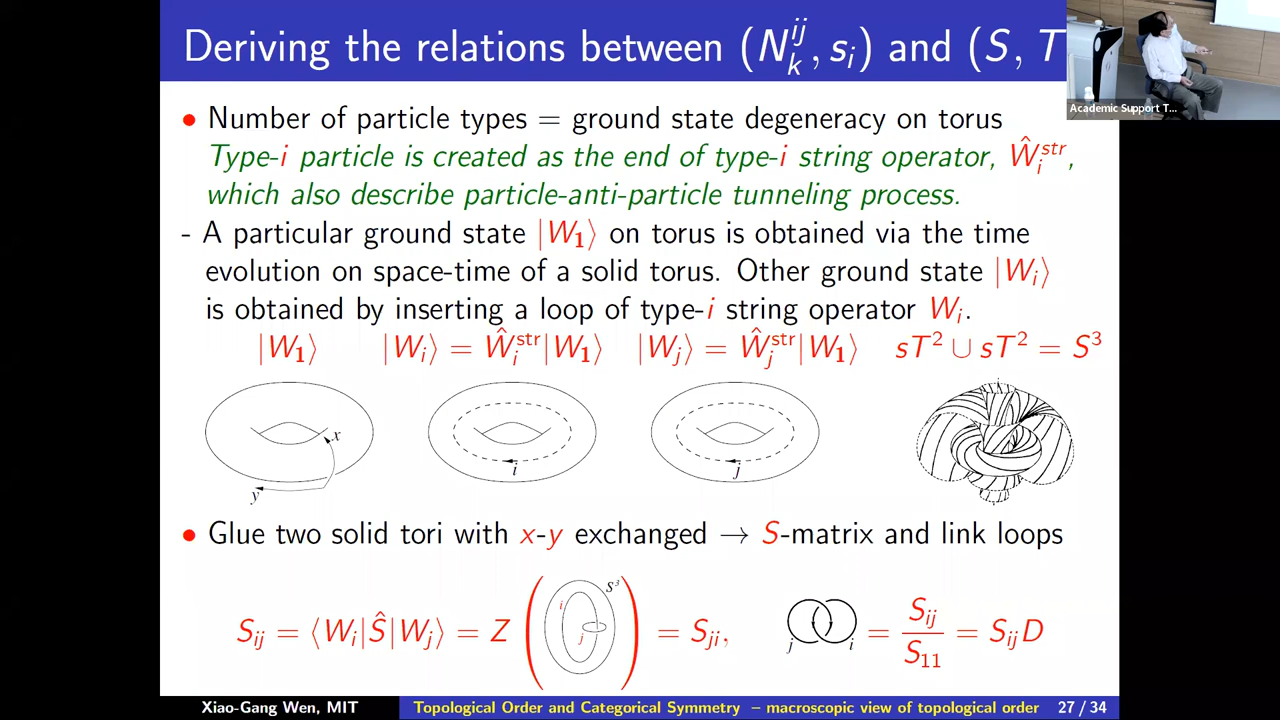 Deriving the relations between (N^{ij}_k, s_i) and (S, T
Academic Support T...
• Number of particle types = ground state degeneracy on torus
Type-i particle is created as the end of type-i string operator, Ŵ_i^{str},
which also describe particle-anti-particle tunneling process.
- A particular ground state |W_1⟩ on torus is obtained via the time
evolution on space-time of a solid torus. Other ground state |W_i⟩
is obtained by inserting a loop of type-i string operator W_i.
|W_1⟩ |W_i⟩ = Ŵ_i^{str}|W_1⟩ |W_j⟩ = Ŵ_j^{str}|W_1⟩ sT² ∪ sT² = S³
x
y
i
j
• Glue two solid tori with x-y exchanged → S-matrix and link loops
S_{ij} = ⟨W_i|Ŝ|W_j⟩ = Z ( i j S³ ) = S_{ji}, j i = S_{ij}/S_{11} = S_{ij}D
Xiao-Gang Wen, MIT Topological Order and Categorical Symmetry – macroscopic view of topological order 27 / 34